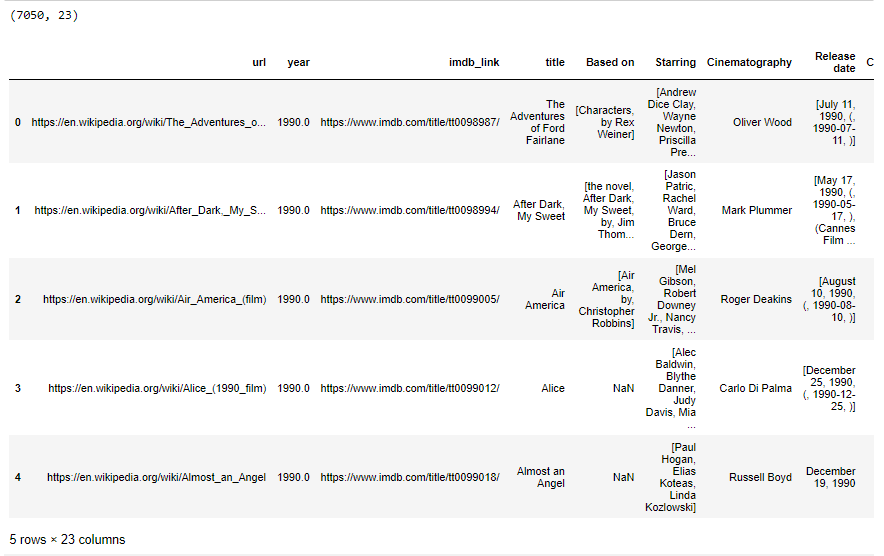 (7050, 23)
url year imdb_link title Based on Starring Cinematography Release date C
0 https://en.wikipedia.org/wiki/The_Adventures_o... 1990.0 https://www.imdb.com/title/tt0098987/ The Adventures of Ford Fairlane [Characters, by Rex Weiner] [Andrew Dice Clay, Wayne Newton, Priscilla Pre... Oliver Wood [July 11, 1990, (, 1990-07-11, )]
1 https://en.wikipedia.org/wiki/After_Dark,_My_S... 1990.0 https://www.imdb.com/title/tt0098994/ After Dark, My Sweet [the novel, After Dark, My Sweet, by, Jim Thom... [Jason Patric, Rachel Ward, Bruce Dern, George... Mark Plummer [May 17, 1990, (, 1990-05-17, ), (Cannes Film ...
2 https://en.wikipedia.org/wiki/Air_America_(film) 1990.0 https://www.imdb.com/title/tt0099005/ Air America [Air America, by, Christopher Robbins] [Mel Gibson, Robert Downey Jr., Nancy Travis, ... Roger Deakins [August 10, 1990, (, 1990-08-10, )]
3 https://en.wikipedia.org/wiki/Alice_(1990_film) 1990.0 https://www.imdb.com/title/tt0099012/ Alice NaN [Alec Baldwin, Blythe Danner, Judy Davis, Mia ... Carlo Di Palma [December 25, 1990, (, 1990-12-25, )]
4 https://en.wikipedia.org/wiki/Almost_an_Angel 1990.0 https://www.imdb.com/title/tt0099018/ Almost an Angel NaN [Paul Hogan, Elias Koteas, Linda Kozlowski] Russell Boyd December 19, 1990
5 rows × 23 columns